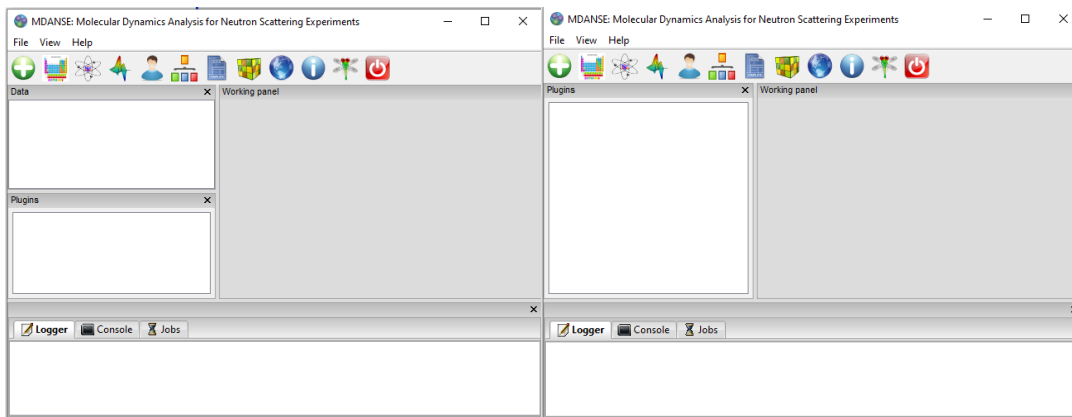 MDANSE: Molecular Dynamics Analysis for Neutron Scattering Experiments
File View Help
Data
Working panel
Plugins
Logger Console Jobs
MDANSE: Molecular Dynamics Analysis for Neutron Scattering Experiments
File View Help
Plugins
Working panel
Logger Console Jobs